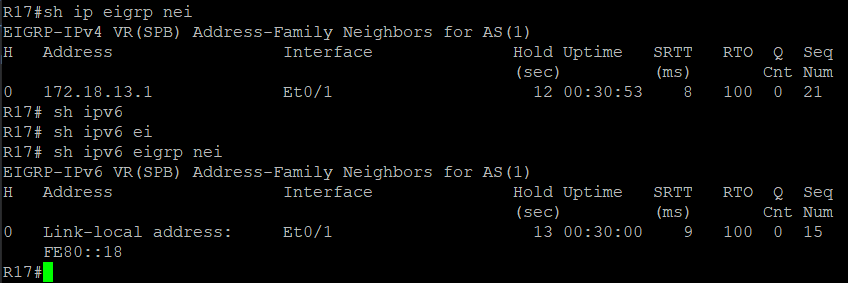 R17#sh ip eigrp nei
EIGRP-IPv4 VR(SPB) Address-Family Neighbors for AS(1)
H   Address                 Interface              Hold Uptime   SRTT   RTO  Q  Seq
                                                   (sec)         (ms)       Cnt Num
0   172.18.13.1             Et0/1                    12 00:30:53    8   100  0  21
R17# sh ipv6
R17# sh ipv6 ei
R17# sh ipv6 eigrp nei
EIGRP-IPv6 VR(SPB) Address-Family Neighbors for AS(1)
H   Address                 Interface              Hold Uptime   SRTT   RTO  Q  Seq
                                                   (sec)         (ms)       Cnt Num
0   Link-local address:     Et0/1                    13 00:30:00    9   100  0  15
    FE80::18
R17#